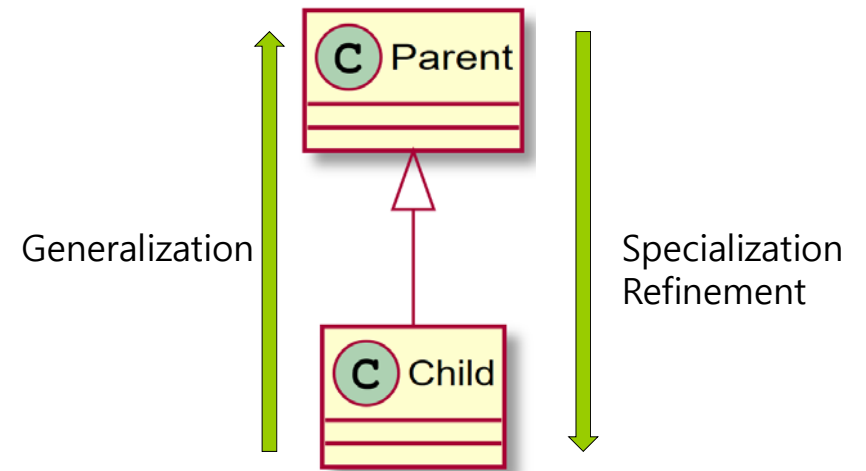 C Parent
Generalization
Specialization
Refinement
C Child